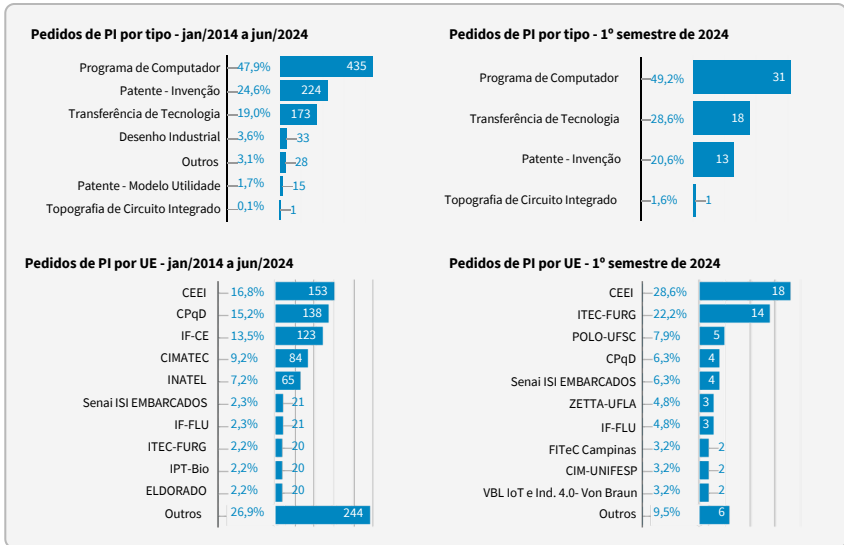 Pedidos de PI por tipo - jan/2014 a jun/2024
Programa de Computador 47,9% 435
Patente - Invenção 24,6% 224
Transferência de Tecnologia 19,0% 173
Desenho Industrial 3,6% 33
Outros 3,1% 28
Patente - Modelo Utilidade 1,7% 15
Topografia de Circuito Integrado 0,1% 1
Pedidos de PI por tipo - 1º semestre de 2024
Programa de Computador 49,2% 31
Transferência de Tecnologia 28,6% 18
Patente - Invenção 20,6% 13
Topografia de Circuito Integrado 1,6% 1
Pedidos de PI por UE - jan/2014 a jun/2024
CEEI 16,8% 153
CPqD 15,2% 138
IF-CE 13,5% 123
CIMATEC 9,2% 84
INATEL 7,2% 65
Senai ISI EMBARCADOS 2,3% 21
IF-FLU 2,3% 21
ITEC-FURG 2,2% 20
IPT-Bio 2,2% 20
ELDORADO 2,2% 20
Outros 26,9% 244
Pedidos de PI por UE - 1º semestre de 2024
CEEI 28,6% 18
ITEC-FURG 22,2% 14
POLO-UFSC 7,9% 5
CPqD 6,3% 4
Senai ISI EMBARCADOS 6,3% 4
ZETTA-UFLA 4,8% 3
IF-FLU 4,8% 3
FITeC Campinas 3,2% 2
CIM-UNIFESP 3,2% 2
VBL IoT e Ind. 4.0- Von Braun 3,2% 2
Outros 9,5% 6